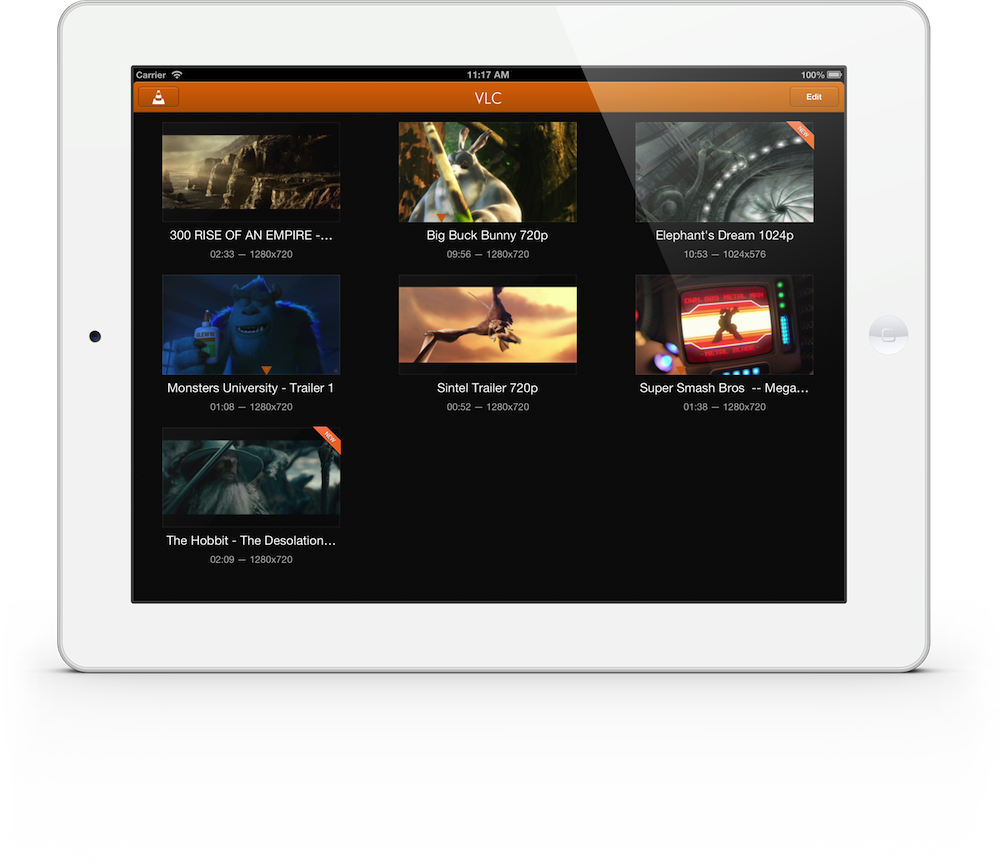 Carrier 11:17 AM 100%
VLC Edit
NEW
300 RISE OF AN EMPIRE -...
Big Buck Bunny 720p
Elephant's Dream 1024p
02:33 — 1280x720
09:56 — 1280x720
10:53 — 1024x576
Monsters University - Trailer 1
Sintel Trailer 720p
Super Smash Bros -- Mega...
01:08 — 1280x720
00:52 — 1280x720
01:38 — 1280x720
NEW
The Hobbit - The Desolation...
02:09 — 1280x720